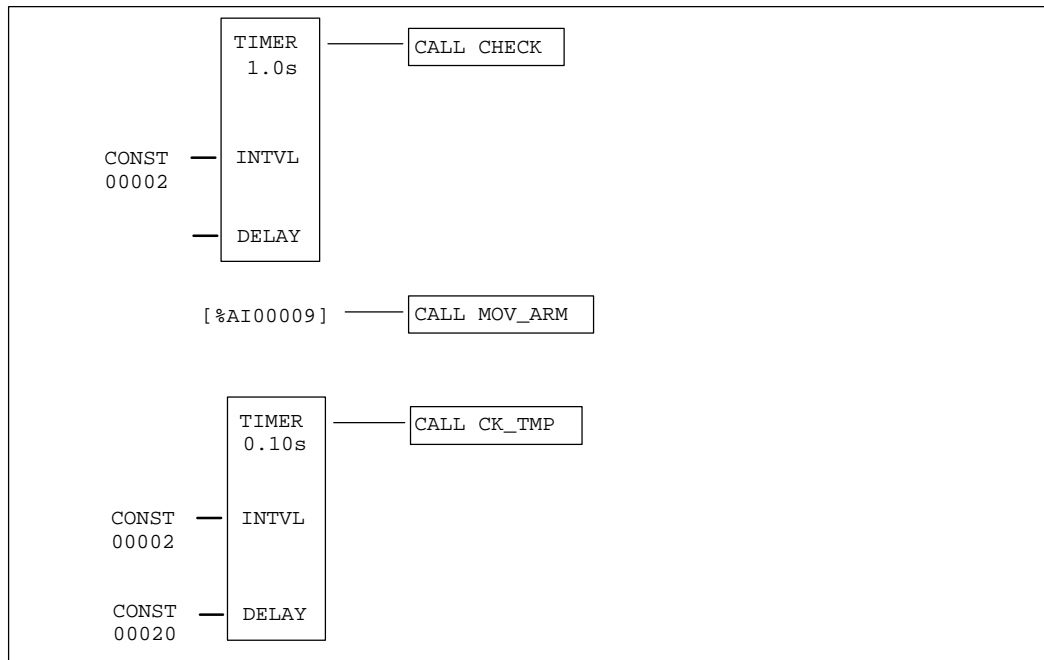 TIMER
1.0s
CALL CHECK
CONST
00002
INTVL
DELAY
[%AI00009]
CALL MOV_ARM
TIMER
0.10s
CALL CK_TMP
CONST
00002
INTVL
CONST
00020
DELAY